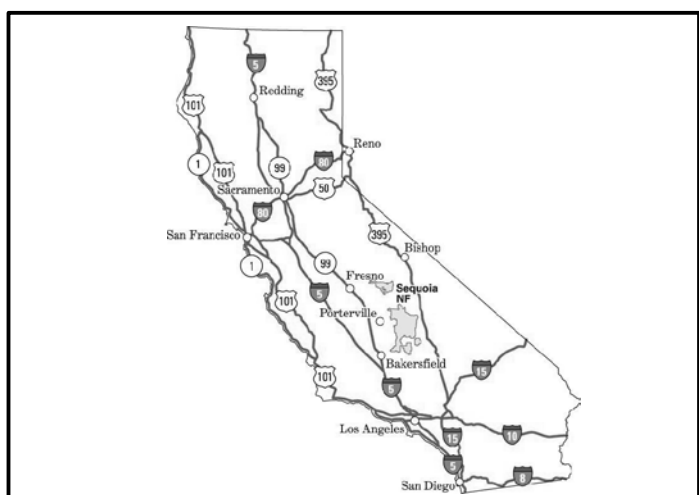 5
395
Redding
101
1
101
99
80
Reno
50
Sacramento
80
San Francisco
395
Bishop
1
99
Fresno
Sequoia
NF
5
101
Porterville
Bakersfield
101
5
15
Los Angeles
15
10
5
San Diego
8